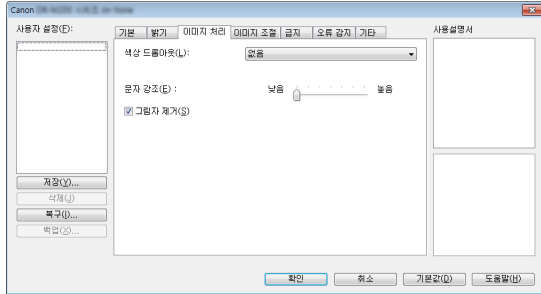 Canon
사용자 설정(F):
기본 밝기 이미지 처리 이미지 조절 급지 오류 감지 기타
사용설명서
색상 드롭아웃(L):
없음
문자 강조(E) :
낮음
높음
그림자 제거(S)
저장(Y)...
삭제(J)
복구(I)...
백업(X)...
확인
취소
기본값(D)
도움말(H)